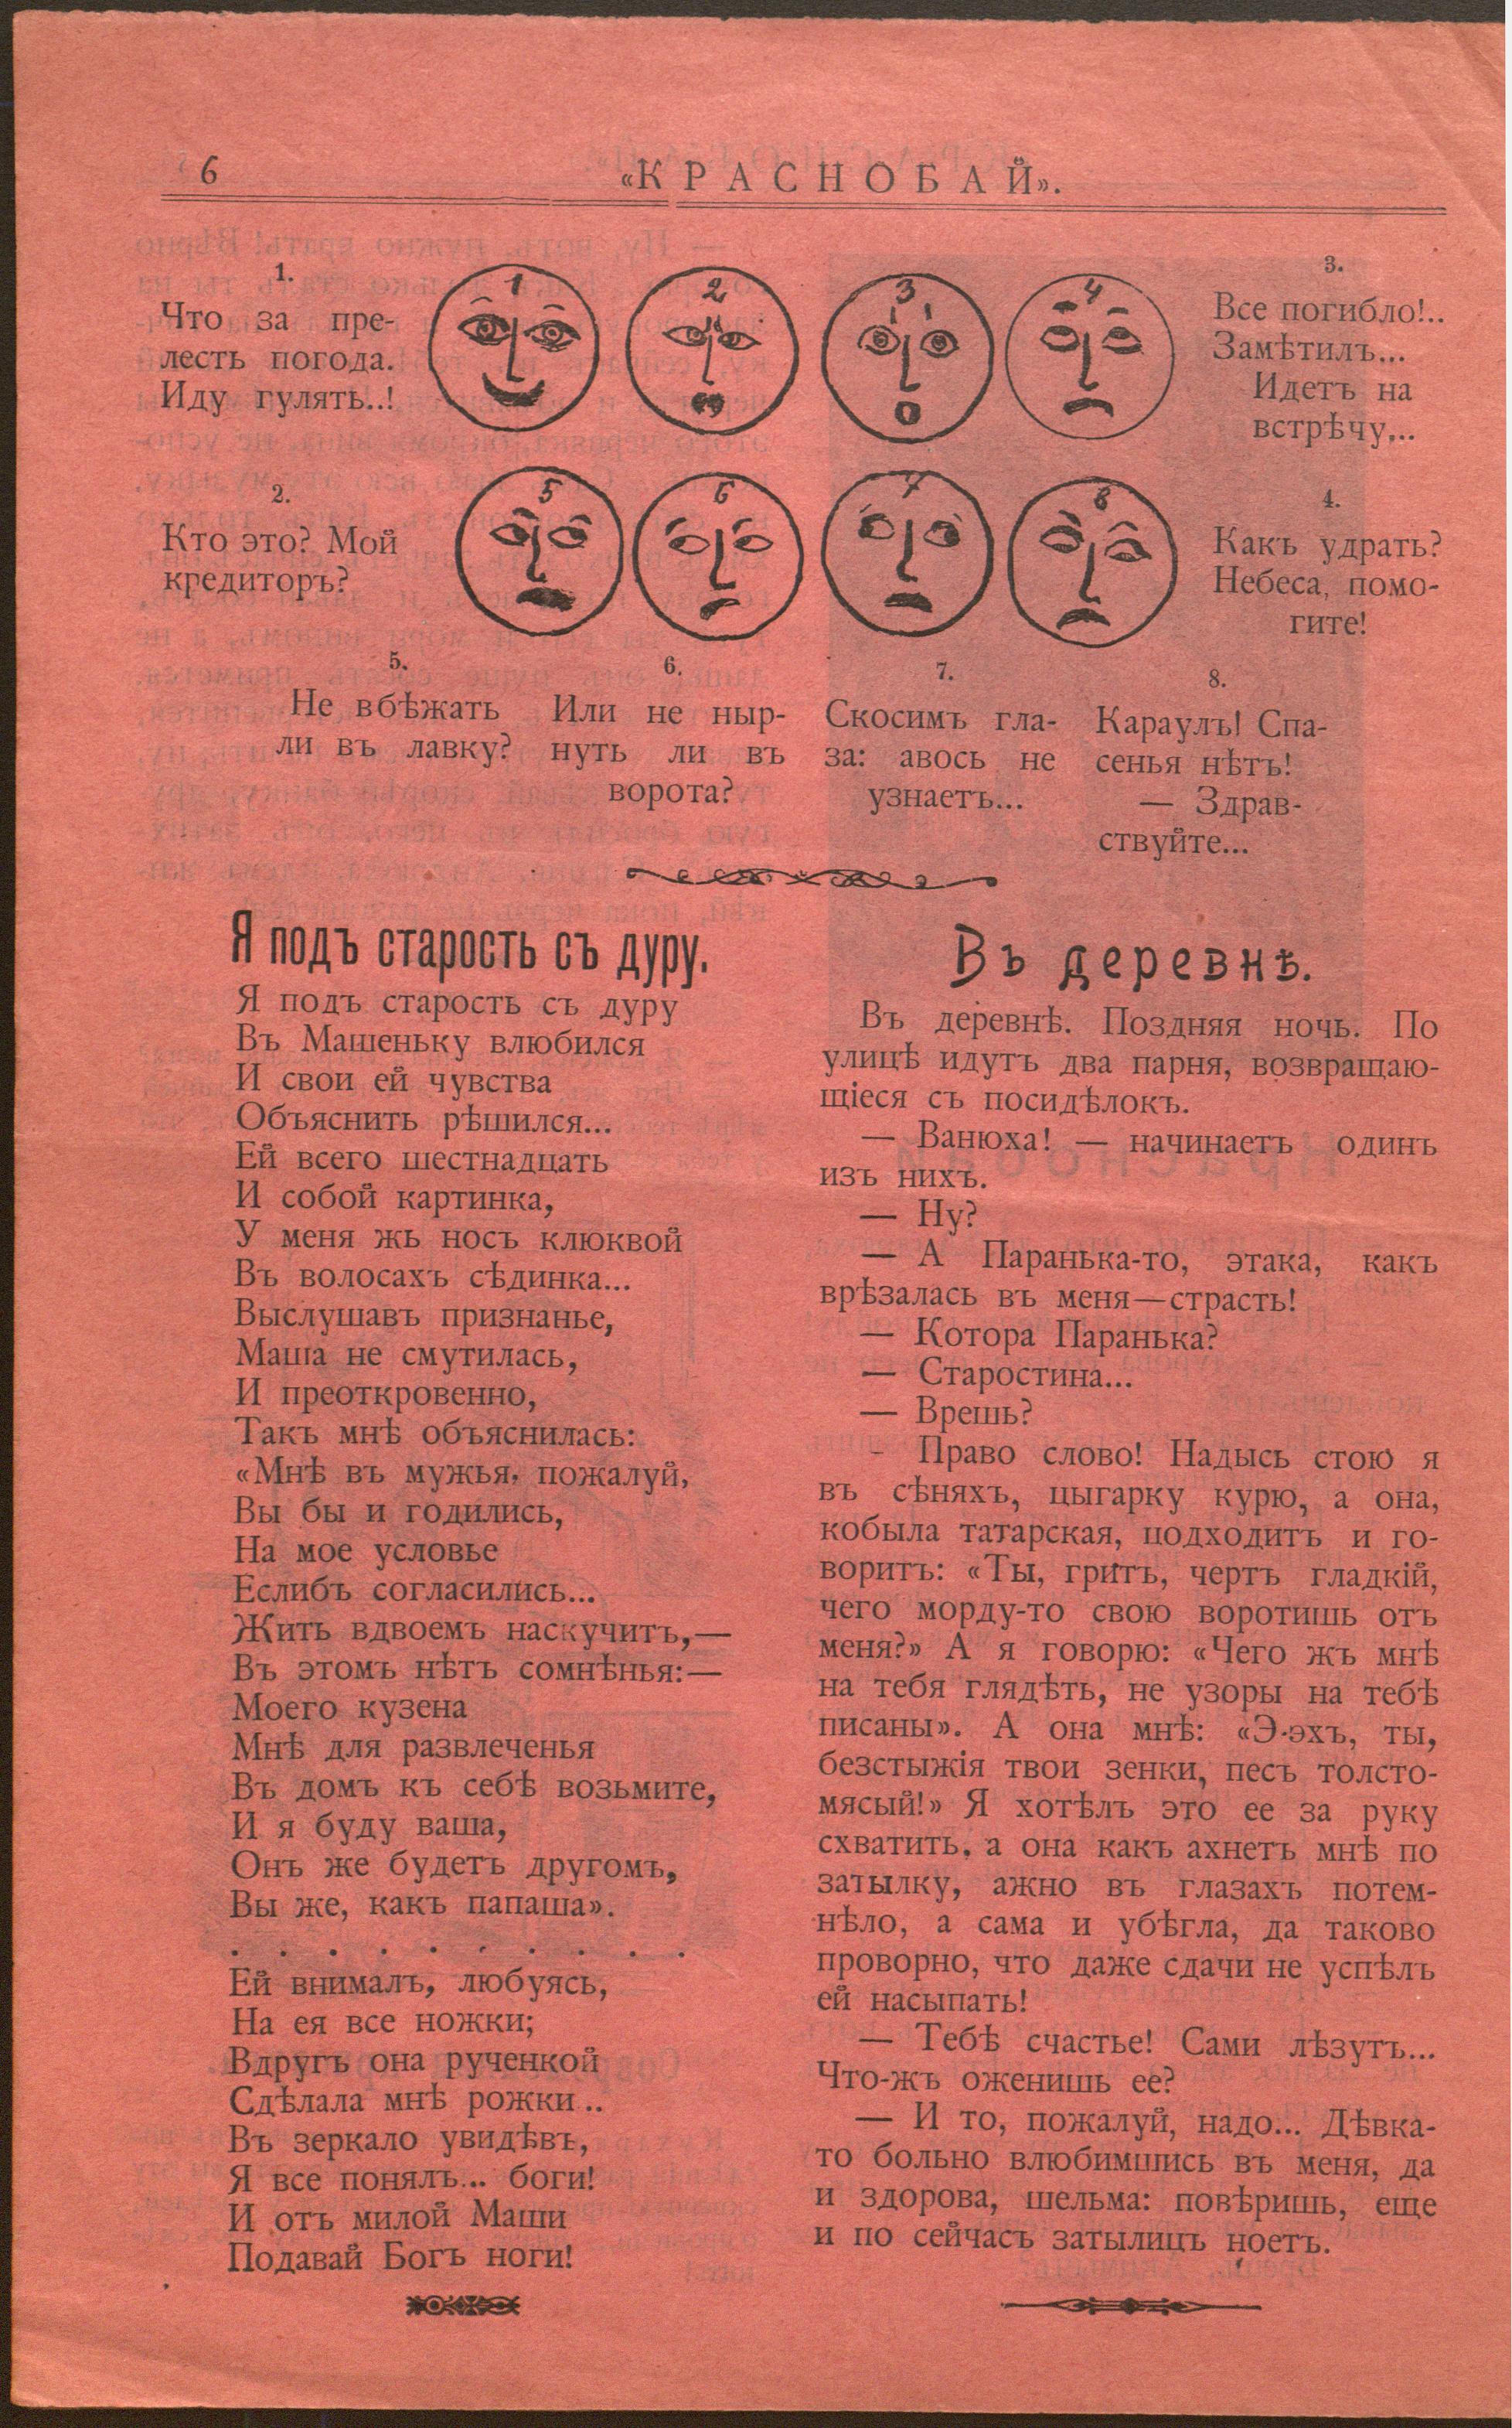 6
«КРАСНОБАЙ».
1.
Что за пре-
лесть погода.
Иду гулять..!
2.
Кто это? Мой
кредиторъ?
1
2
3
4
5
6
7
8
3.
Все погибло!..
Замѣтилъ...
Идетъ на
встрѣчу...
4.
Какъ удрать?
Небеса, помо-
гите!
5.
Не вбѣжать
ли въ лавку?
6.
Или не ныр-
нуть ли въ
ворота?
7.
Скосимъ гла-
за: авось не
узнаетъ...
8.
Караулъ! Спа-
сенья нѣтъ!
— Здрав-
ствуйте...
Я подъ старость съ дуру.
Я подъ старость съ дуру
Въ Машеньку влюбился
И свои ей чувства
Объяснить рѣшился...
Ей всего шестнадцать
И собой картинка,
У меня жь носъ клюквой
Въ волосахъ сѣдинка...
Выслушавъ признанье,
Маша не смутилась,
И преоткровенно,
Такъ мнѣ объяснилась:
«Мнѣ въ мужья, пожалуй,
Вы бы и годились,
На мое условье
Еслибъ согласились...
Жить вдвоемъ наскучитъ,—
Въ этомъ нѣтъ сомнѣнья:—
Моего кузена
Мнѣ для развлеченья
Въ домъ къ себѣ возьмите,
И я буду ваша,
Онъ же будетъ другомъ,
Вы же, какъ папаша».
. . . . . . . . . .
Ей внималъ, любуясь,
На ея все ножки;
Вдругъ она рученкой
Сдѣлала мнѣ рожки..
Въ зеркало увидѣвъ,
Я все понялъ... боги!
И отъ милой Маши
Подавай Богъ ноги!
Въ деревнѣ.
Въ деревнѣ. Поздняя ночь. По
улицѣ идутъ два парня, возвращаю-
щіеся съ посидѣлокъ.
— Ванюха! — начинаетъ одинъ
изъ нихъ.
— Ну?
— А Паранька-то, этака, какъ
врѣзалась въ меня—страсть!
— Котора Паранька?
— Старостина...
— Врешь?
- Право слово! Надысь стою я
въ сѣняхъ, цыгарку курю, а она,
кобыла татарская, подходитъ и го-
воритъ: «Ты, гритъ, чертъ гладкій,
чего морду-то свою воротишь отъ
меня?» А я говорю: «Чего жъ мнѣ
на тебя глядѣть, не узоры на тебѣ
писаны». А она мнѣ: «Э-эхъ, ты,
безстыжія твои зенки, песъ толсто-
мясый!» Я хотѣлъ это ее за руку
схватить, а она какъ ахнетъ мнѣ по
затылку, ажно въ глазахъ потем-
нѣло, а сама и убѣгла, да таково
проворно, что даже сдачи не успѣлъ
ей насыпать!
— Тебѣ счастье! Сами лѣзутъ...
Что-жъ оженишь ее?
— И то, пожалуй, надо... Дѣвка-
то больно влюбимшись въ меня, да
и здорова, шельма: повѣришь, еще
и по сейчасъ затылицъ ноетъ.